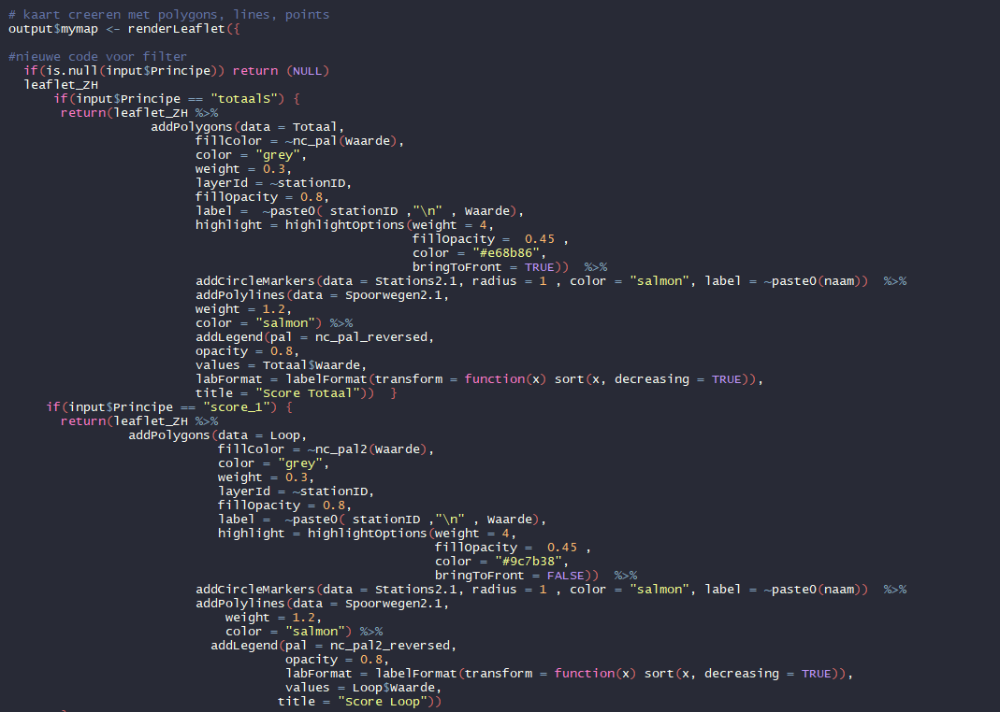 # kaart creeren met polygons, lines, points
output$mymap <- renderLeaflet({
#nieuwe code voor filter
if(is.null(input$Principe)) return (NULL)
leaflet_ZH
if(input$Principe == "totaalS") {
return(leaflet_ZH %>%
addPolygons(data = Totaal,
fillColor = ~nc_pal(Waarde),
color = "grey",
weight = 0.3,
layerId = ~stationID,
fillOpacity = 0.8,
label =  ~paste0( stationID ,"\n" , Waarde),
highlight = highlightOptions(weight = 4,
fillOpacity =  0.45 ,
color = "#e68b86",
bringToFront = TRUE))  %>%
addCircleMarkers(data = Stations2.1, radius = 1 , color = "salmon", label = ~paste0(naam))  %>%
addPolylines(data = Spoorwegen2.1,
weight = 1.2,
color = "salmon") %>%
addLegend(pal = nc_pal_reversed,
opacity = 0.8,
values = Totaal$Waarde,
labFormat = labelFormat(transform = function(x) sort(x, decreasing = TRUE)),
title = "Score Totaal"))  }
if(input$Principe == "score_1") {
return(leaflet_ZH %>%
addPolygons(data = Loop,
fillColor = ~nc_pal2(Waarde),
color = "grey",
weight = 0.3,
layerId = ~stationID,
fillOpacity = 0.8,
label =  ~paste0( stationID ,"\n" , Waarde),
highlight = highlightOptions(weight = 4,
fillOpacity =  0.45 ,
color = "#9c7b38",
bringToFront = FALSE))  %>%
addCircleMarkers(data = Stations2.1, radius = 1 , color = "salmon", label = ~paste0(naam))  %>%
addPolylines(data = Spoorwegen2.1,
weight = 1.2,
color = "salmon") %>%
addLegend(pal = nc_pal2_reversed,
opacity = 0.8,
labFormat = labelFormat(transform = function(x) sort(x, decreasing = TRUE)),
values = Loop$Waarde,
title = "Score Loop"))